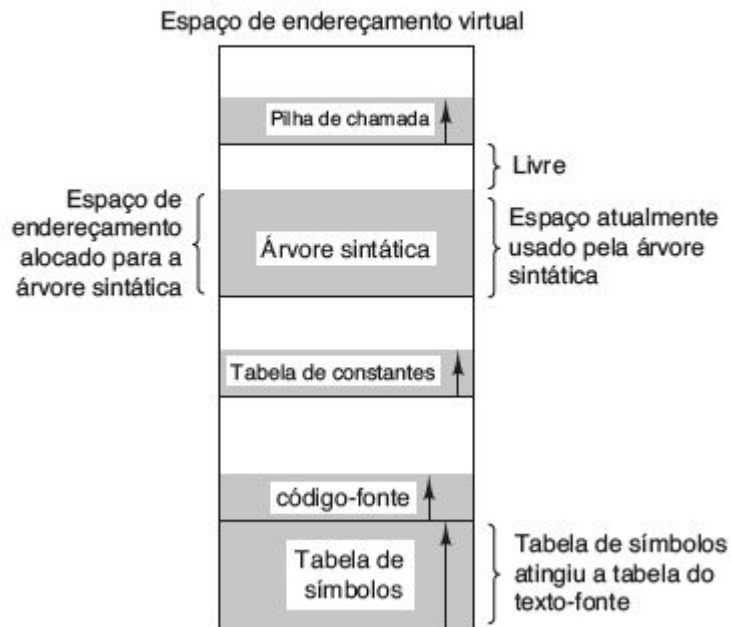 Espaço de endereçamento virtual
Pilha de chamada
Livre
Espaço de
endereçamento
alocado para a
árvore sintática
Árvore sintática
Espaço atualmente
usado pela árvore
sintática
Tabela de constantes
código-fonte
Tabela de
símbolos
Tabela de símbolos
atingiu a tabela do
texto-fonte